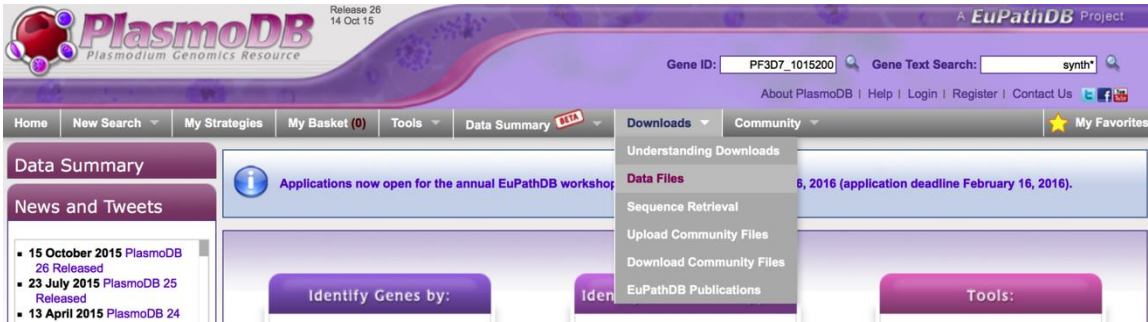 PlasmoDB
Plasmodium Genomics Resource
Release 26
14 Oct 15
A EuPathDB Project
Gene ID: PF3D7_1015200 Gene Text Search: synth*
About PlasmoDB | Help | Login | Register | Contact Us
Home New Search My Strategies My Basket (0) Tools Data Summary BETA Downloads Community My Favorites
Understanding Downloads
Data Files
Sequence Retrieval
Upload Community Files
Download Community Files
EuPathDB Publications
Data Summary
News and Tweets
15 October 2015 PlasmoDB
26 Released
23 July 2015 PlasmoDB 25
Released
13 April 2015 PlasmoDB 24
Applications now open for the annual EuPathDB workshop 6, 2016 (application deadline February 16, 2016).
Identify Genes by:
Iden
Tools: